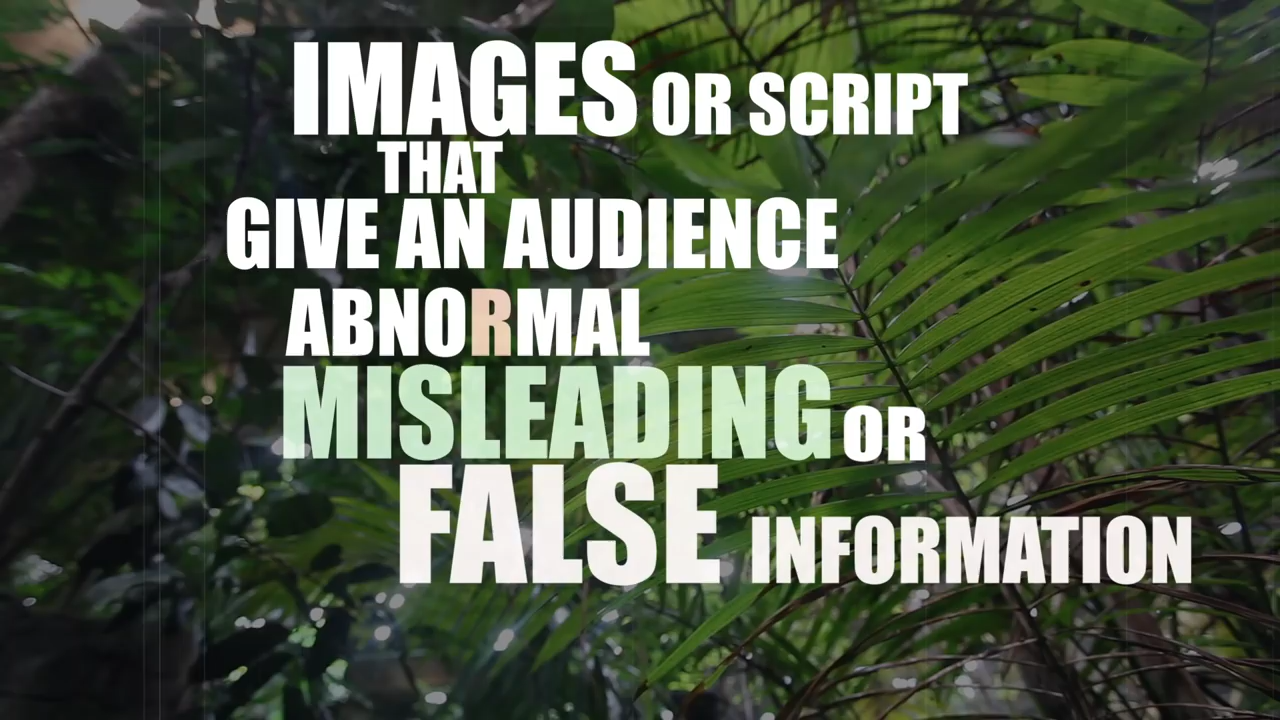 IMAGES OR SCRIPT
THAT
GIVE AN AUDIENCE
ABNORMAL
MISLEADING OR
FALSE INFORMATION